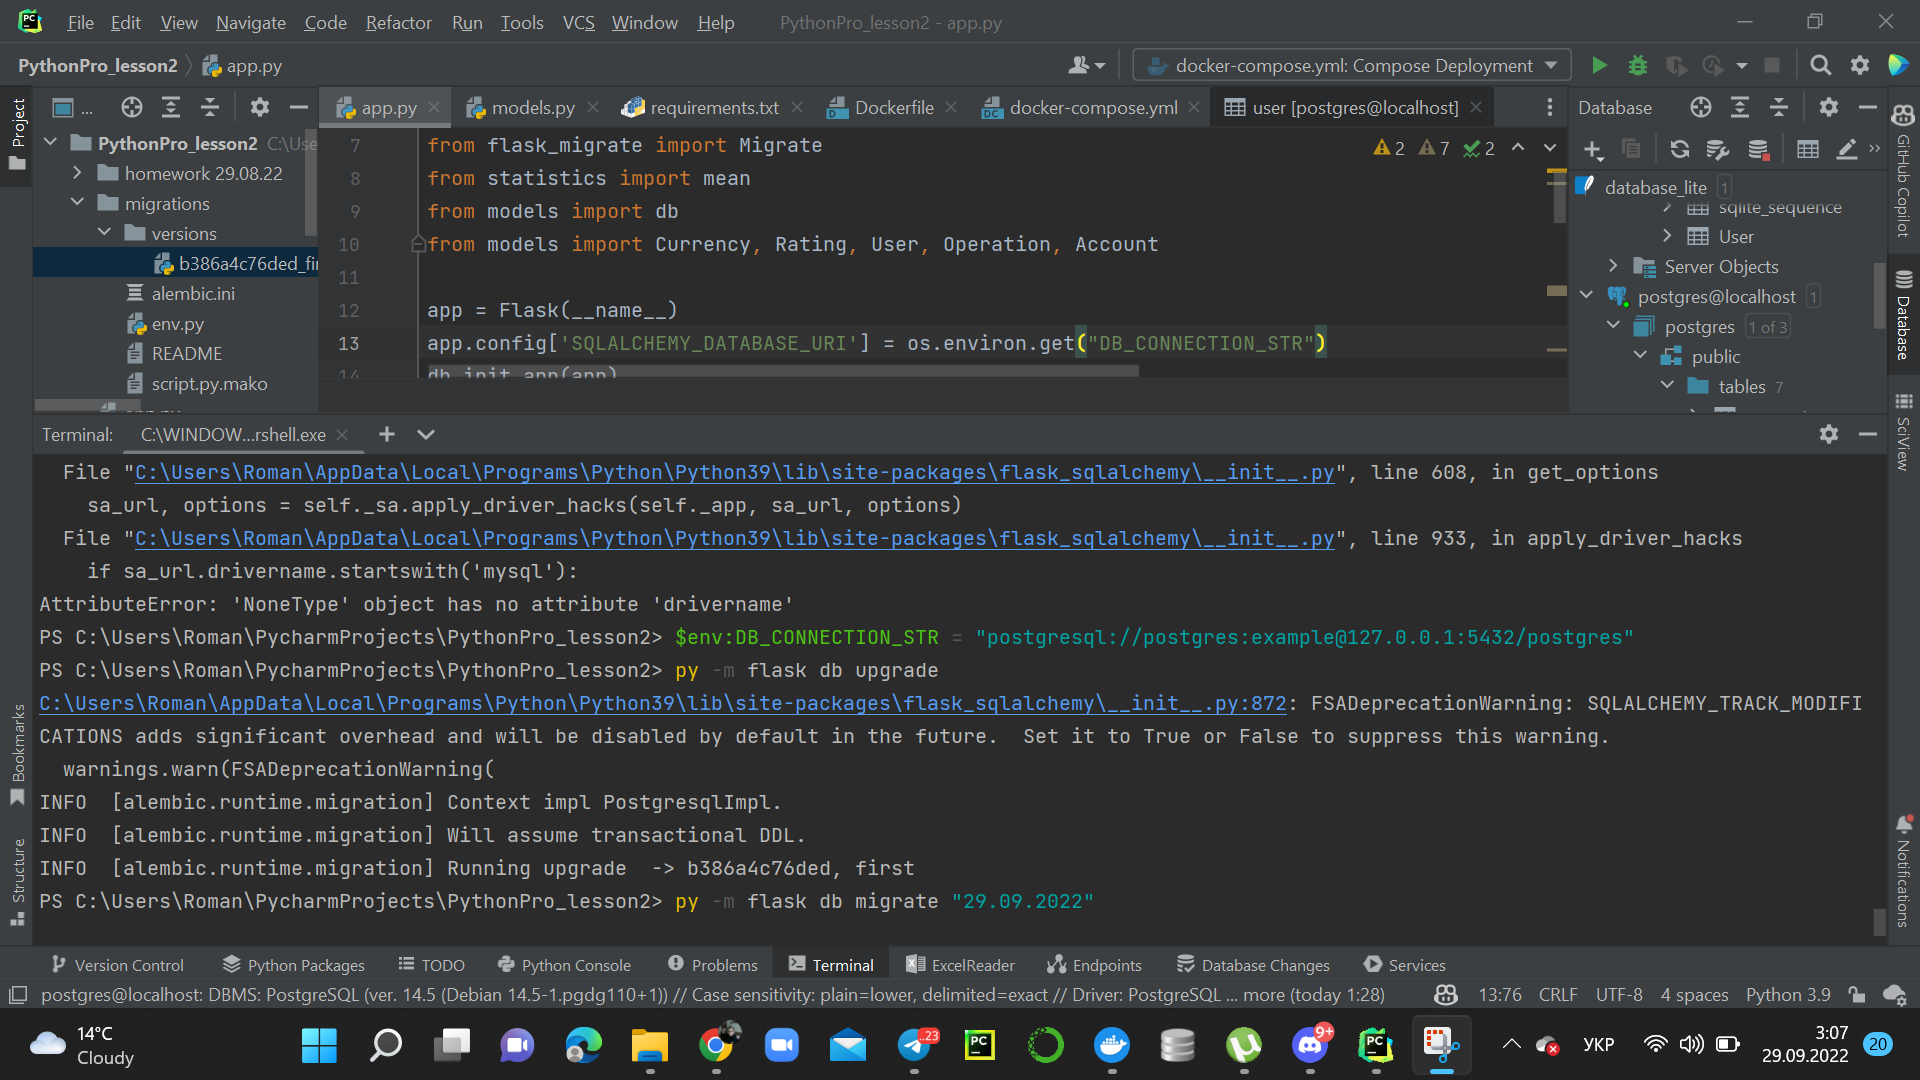 File Edit View Navigate Code Refactor Run Tools VCS Window Help PythonPro_lesson2 - app.py
PythonPro_lesson2 app.py docker-compose.yml: Compose Deployment
app.py models.py requirements.txt Dockerfile docker-compose.yml user [postgres@localhost] Database
Project
PythonPro_lesson2 C:\Use
homework 29.08.22
migrations
versions
b386a4c76ded_fir
alembic.ini
env.py
README
script.py.mako
7 from flask_migrate import Migrate
8 from statistics import mean
9 from models import db
10 from models import Currency, Rating, User, Operation, Account
11
12 app = Flask(__name__)
13 app.config['SQLALCHEMY_DATABASE_URI'] = os.environ.get("DB_CONNECTION_STR")
14 db.init_app(app)
2 7 2
database_lite 1
sqlite_sequence
User
Server Objects
postgres@localhost 1
postgres 1 of 3
public
tables 7
GitHub Copilot
Database
SciView
Notifications
Terminal: C:\WINDOW...rshell.exe
File "C:\Users\Roman\AppData\Local\Programs\Python\Python39\lib\site-packages\flask_sqlalchemy\__init__.py", line 608, in get_options
sa_url, options = self._sa.apply_driver_hacks(self._app, sa_url, options)
File "C:\Users\Roman\AppData\Local\Programs\Python\Python39\lib\site-packages\flask_sqlalchemy\__init__.py", line 933, in apply_driver_hacks
if sa_url.drivername.startswith('mysql'):
AttributeError: 'NoneType' object has no attribute 'drivername'
PS C:\Users\Roman\PycharmProjects\PythonPro_lesson2> $env:DB_CONNECTION_STR = "postgresql://postgres:example@127.0.0.1:5432/postgres"
PS C:\Users\Roman\PycharmProjects\PythonPro_lesson2> py -m flask db upgrade
C:\Users\Roman\AppData\Local\Programs\Python\Python39\lib\site-packages\flask_sqlalchemy\__init__.py:872: FSADeprecationWarning: SQLALCHEMY_TRACK_MODIFI
CATIONS adds significant overhead and will be disabled by default in the future.  Set it to True or False to suppress this warning.
warnings.warn(FSADeprecationWarning(
INFO  [alembic.runtime.migration] Context impl PostgresqlImpl.
INFO  [alembic.runtime.migration] Will assume transactional DDL.
INFO  [alembic.runtime.migration] Running upgrade  -> b386a4c76ded, first
PS C:\Users\Roman\PycharmProjects\PythonPro_lesson2> py -m flask db migrate "29.09.2022"
Bookmarks
Structure
Version Control Python Packages TODO Python Console Problems Terminal ExcelReader Endpoints Database Changes Services
postgres@localhost: DBMS: PostgreSQL (ver. 14.5 (Debian 14.5-1.pgdg110+1)) // Case sensitivity: plain=lower, delimited=exact // Driver: PostgreSQL ... more (today 1:28) 13:76 CRLF UTF-8 4 spaces Python 3.9
14°C
Cloudy
PC
..23
PC
9+
PC
УКР
3:07
29.09.2022
20